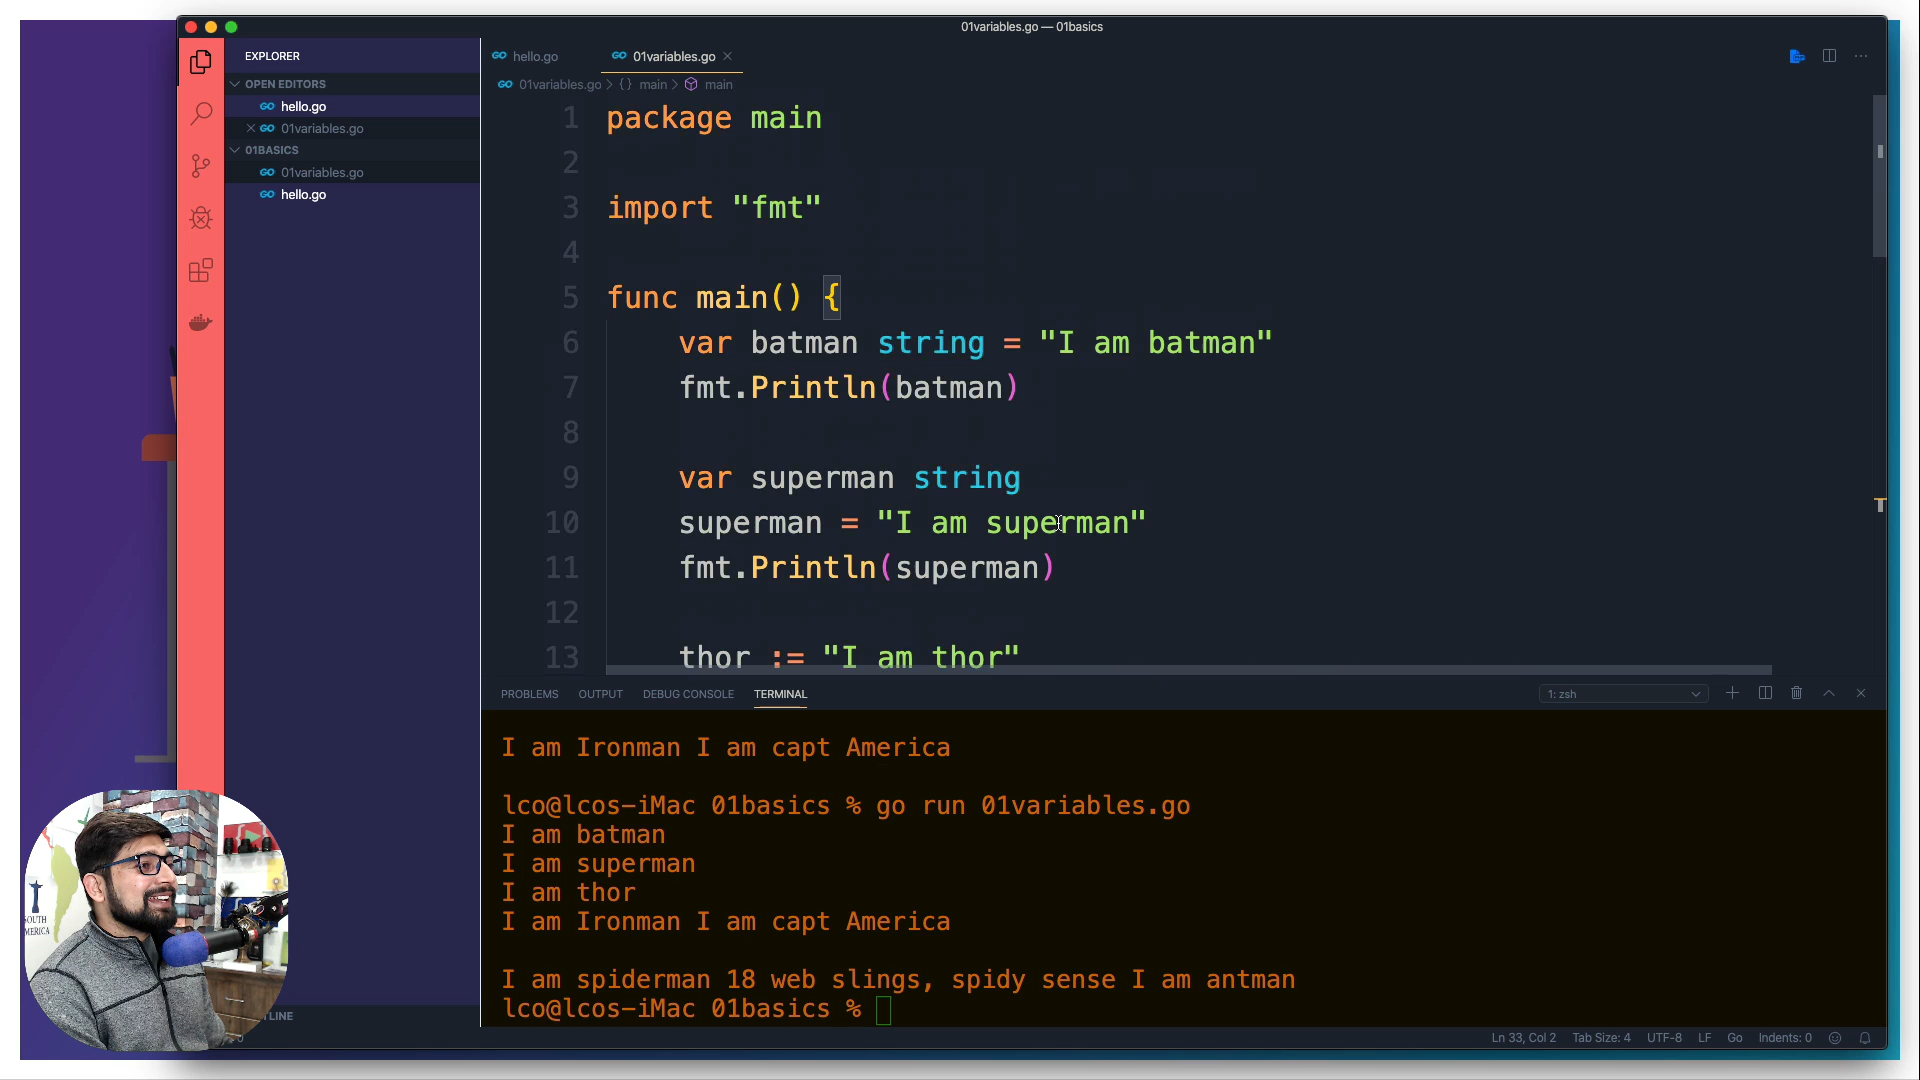 01variables.go — 01basics
EXPLORER
OPEN EDITORS
hello.go
01variables.go
01BASICS
01variables.go
hello.go
hello.go
01variables.go
01variables.go > {} main > main
1 package main
2
3 import "fmt"
4
5 func main() {
6 var batman string = "I am batman"
7 fmt.Println(batman)
8
9 var superman string
10 superman = "I am superman"
11 fmt.Println(superman)
12
13 thor := "I am thor"
PROBLEMS OUTPUT DEBUG CONSOLE TERMINAL
1: zsh
I am Ironman I am capt America
lco@lcos-iMac 01basics % go run 01variables.go
I am batman
I am superman
I am thor
I am Ironman I am capt America
I am spiderman 18 web slings, spidy sense I am antman
lco@lcos-iMac 01basics %
TLINE
Ln 33, Col 2 Tab Size: 4 UTF-8 LF Go Indents: 0